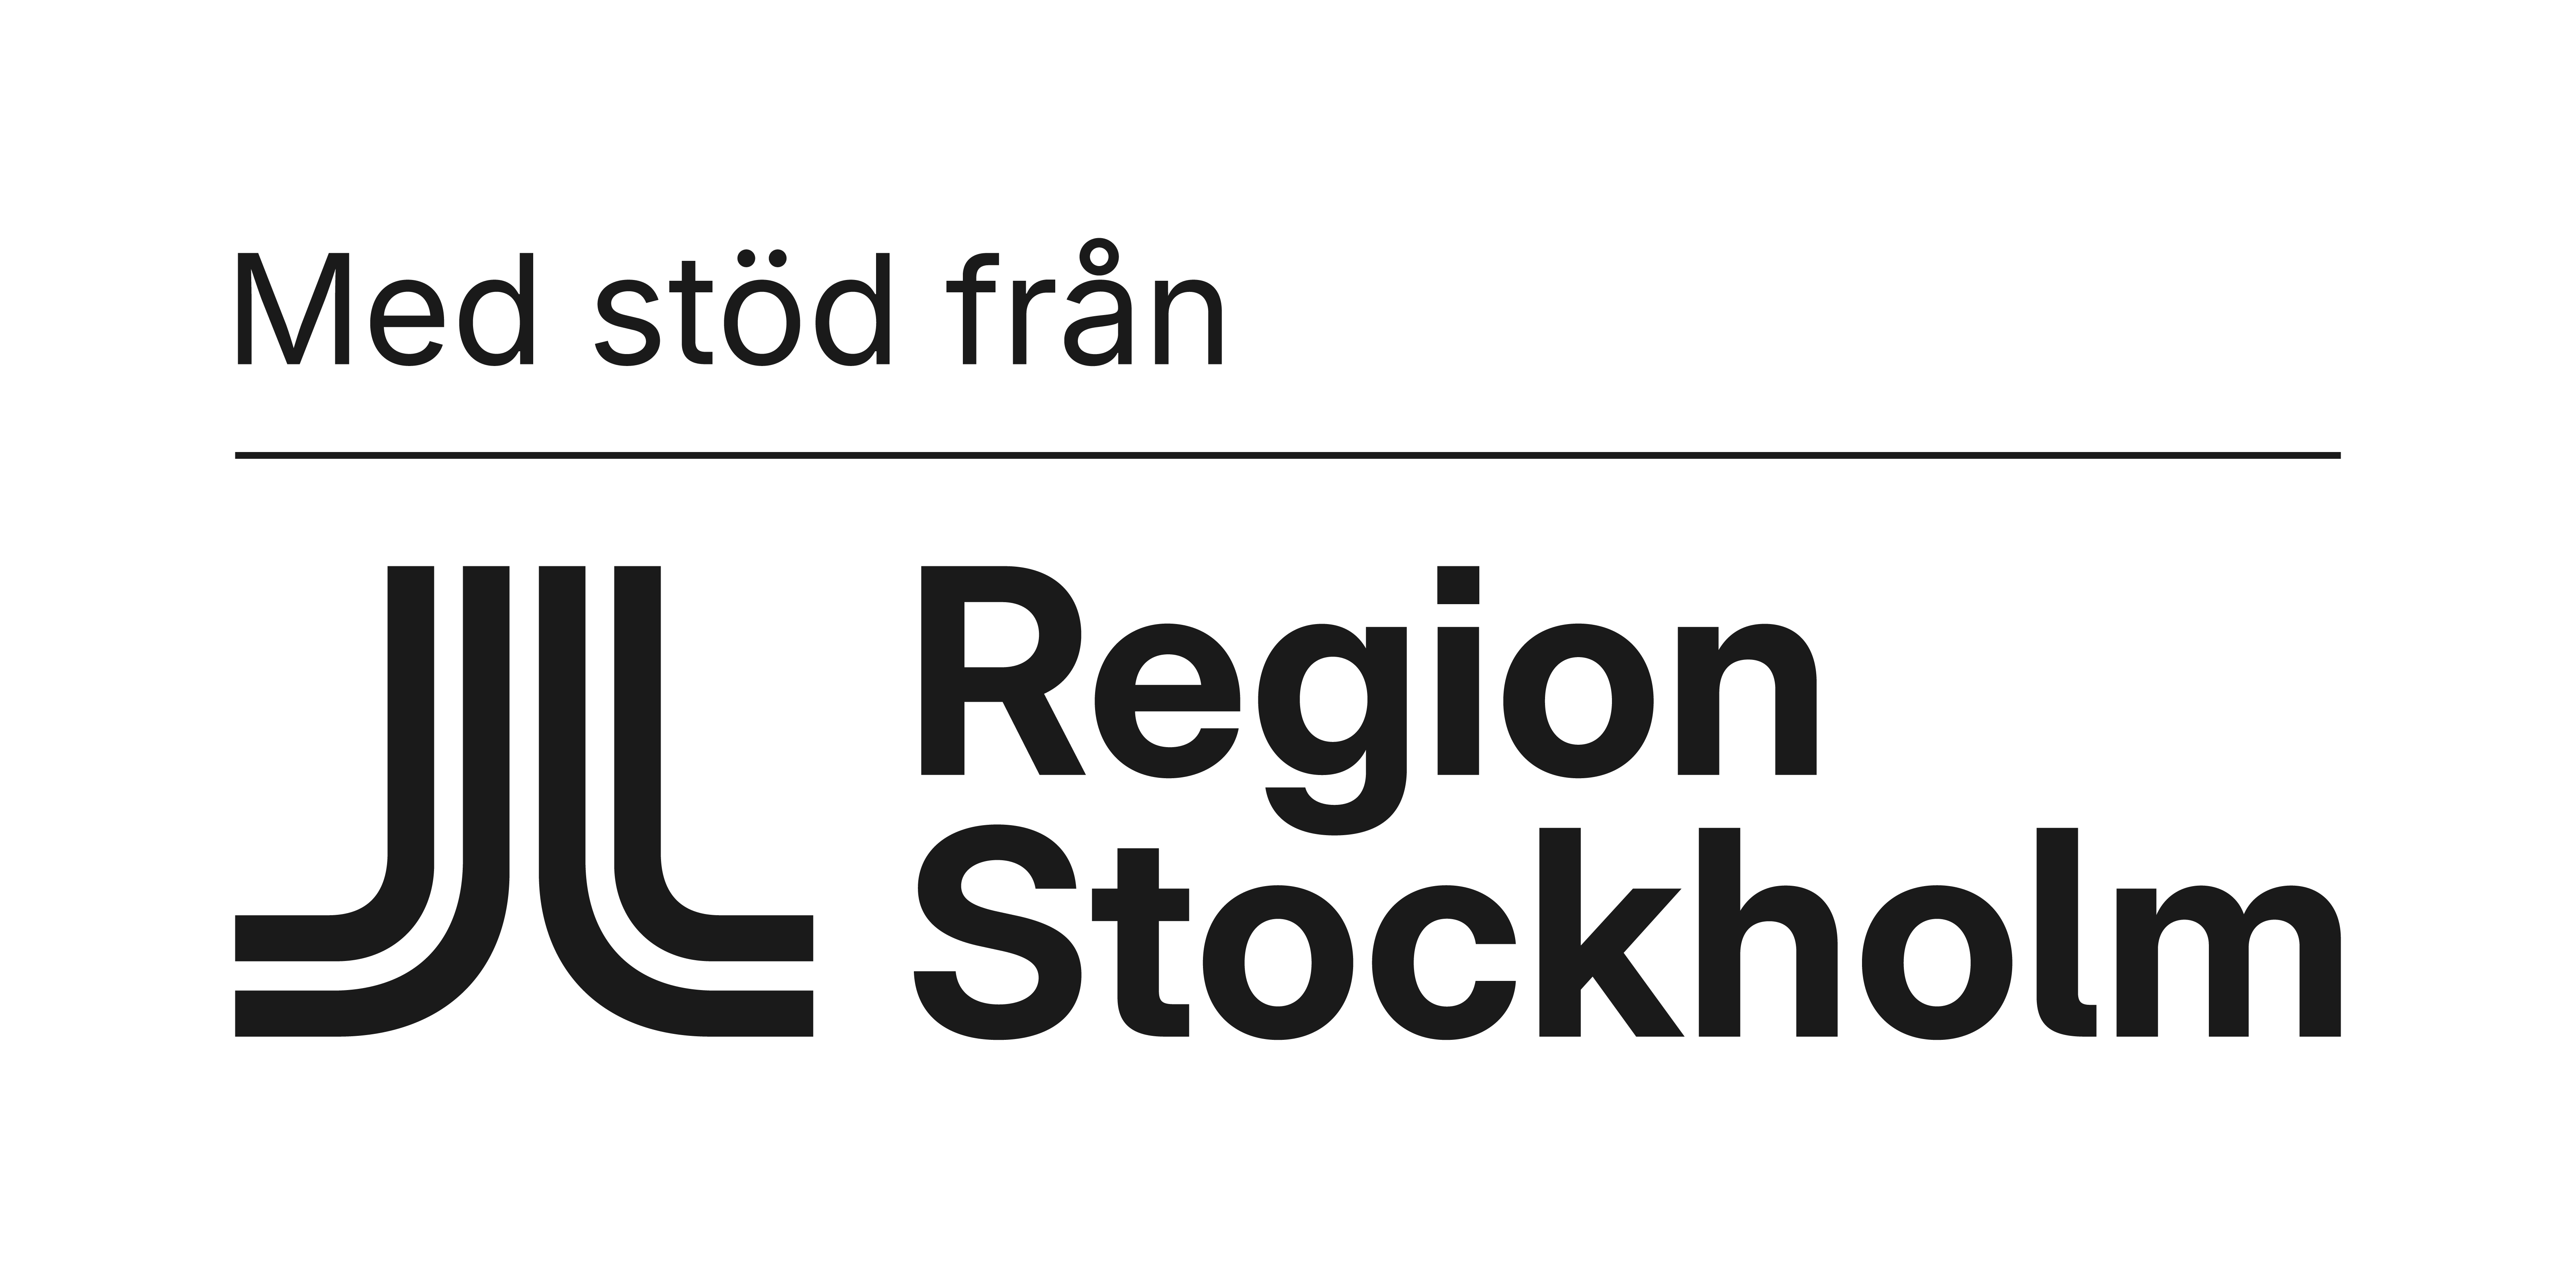 Med stöd från
Region
Stockholm